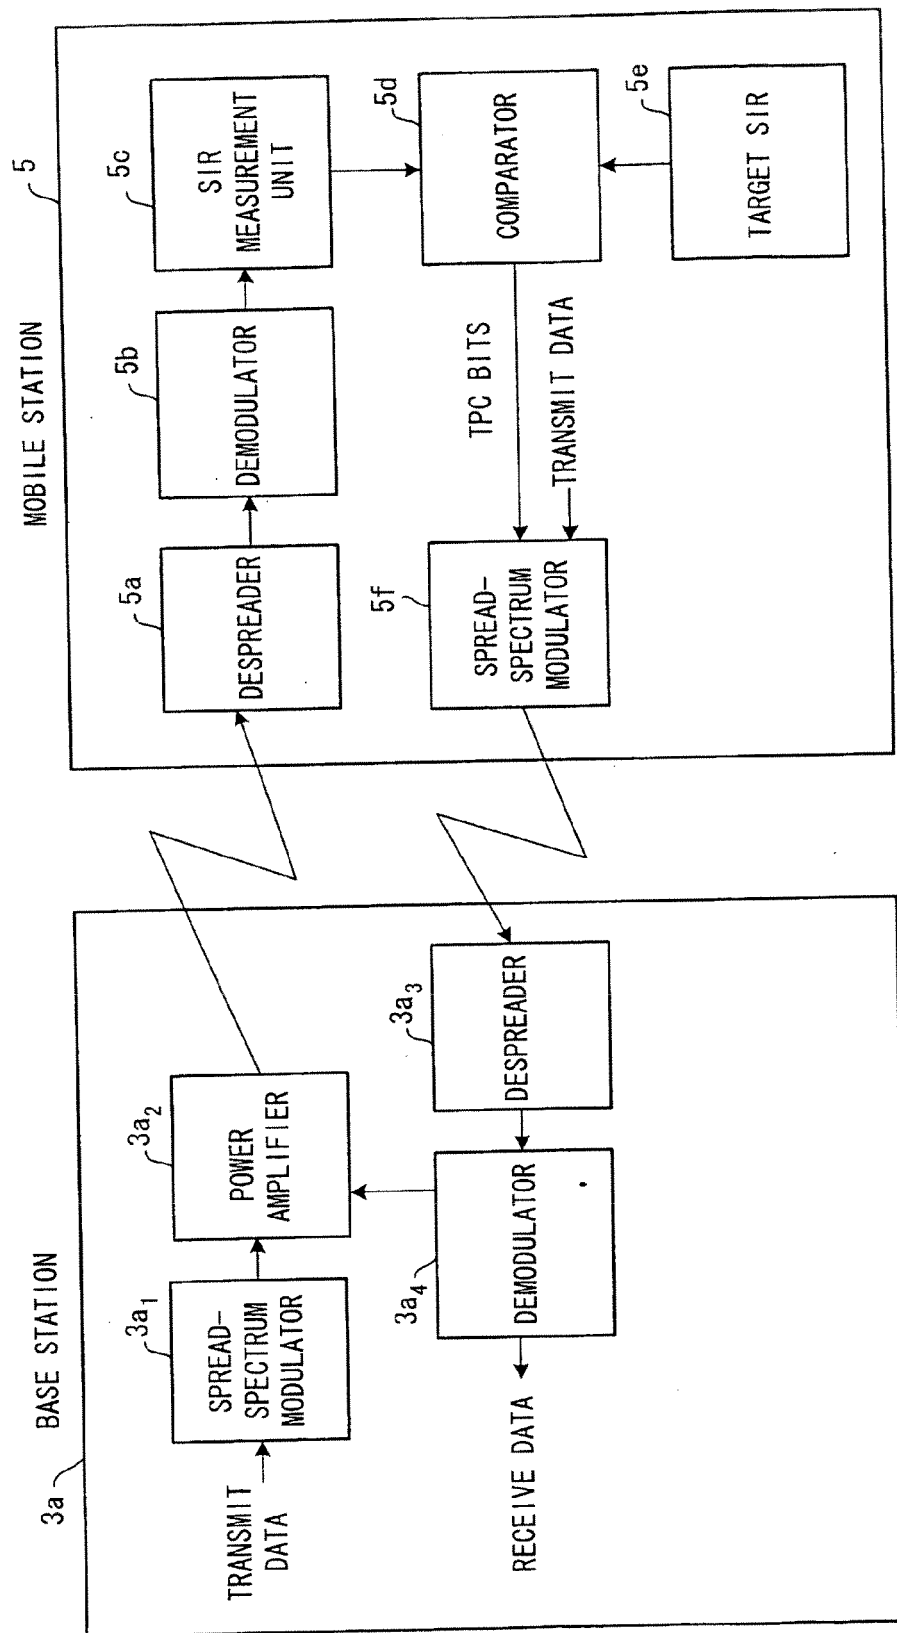 BASE STATION
3a
TRANSMIT
DATA
3a1
SPREAD-
SPECTRUM
MODULATOR
3a2
POWER
AMPLIFIER
3a4
DEMODULATOR
3a3
DESPREADER
RECEIVE DATA
MOBILE STATION
5
5a
DESPREADER
5b
DEMODULATOR
5c
SIR
MEASUREMENT
UNIT
5f
SPREAD-
SPECTRUM
MODULATOR
TPC BITS
TRANSMIT DATA
5d
COMPARATOR
5e
TARGET SIR